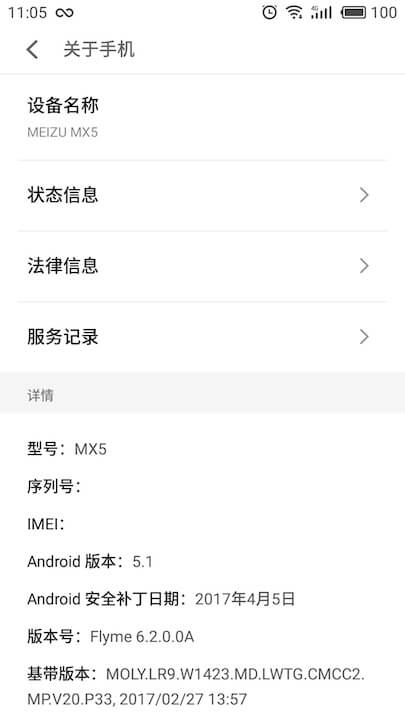 11:05
4G
100
关于手机
设备名称
MEIZU MX5
状态信息
法律信息
服务记录
详情
型号：MX5
序列号：
IMEI：
Android 版本：5.1
Android 安全补丁日期：2017年4月5日
版本号：Flyme 6.2.0.0A
基带版本：MOLY.LR9.W1423.MD.LWTG.CMCC2.
MP.V20.P33, 2017/02/27 13:57